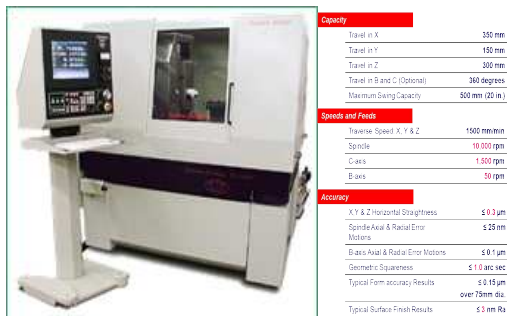 Capacity
Travel in X 350 mm
Travel in Y 150 mm
Travel in Z 300 mm
Travel in B and C (Optional) 360 degrees
Maximum Swing Capacity 500 mm (20 in.)
Speeds and Feeds
Traverse Speed X, Y & Z 1500 mm/min
Spindle 10,000 rpm
C-axis 1,500 rpm
B-axis 50 rpm
Accuracy
X,Y & Z Horizontal Straightness ≤ 0.3 µm
Spindle Axial & Radial Error ≤ 25 nm
Motions
B-axis Axial & Radial Error Motions ≤ 0.1 µm
Geometric Squareness ≤ 1.0 arc sec
Typical Form accuracy Results ≤ 0.15 µm
over 75mm dia.
Typical Surface Finish Results ≤ 3 nm Ra